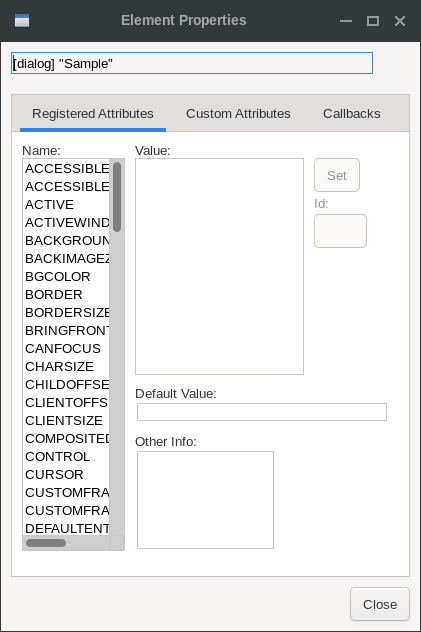 Element Properties
[dialog] "Sample"
Registered Attributes
Custom Attributes
Callbacks
Name:
ACCESSIBLE
ACCESSIBLE
ACTIVE
ACTIVEWIND
BACKGROUN
BACKIMAGEZ
BGCOLOR
BORDER
BORDERSIZE
BRINGFRONT
CANFOCUS
CHARSIZE
CHILDOFFSE
CLIENTOFFS
CLIENTSIZE
COMPOSITED
CONTROL
CURSOR
CUSTOMFRA
CUSTOMFRA
DEFAULTENT
Value:
Set
Id:
Default Value:
Other Info:
Close